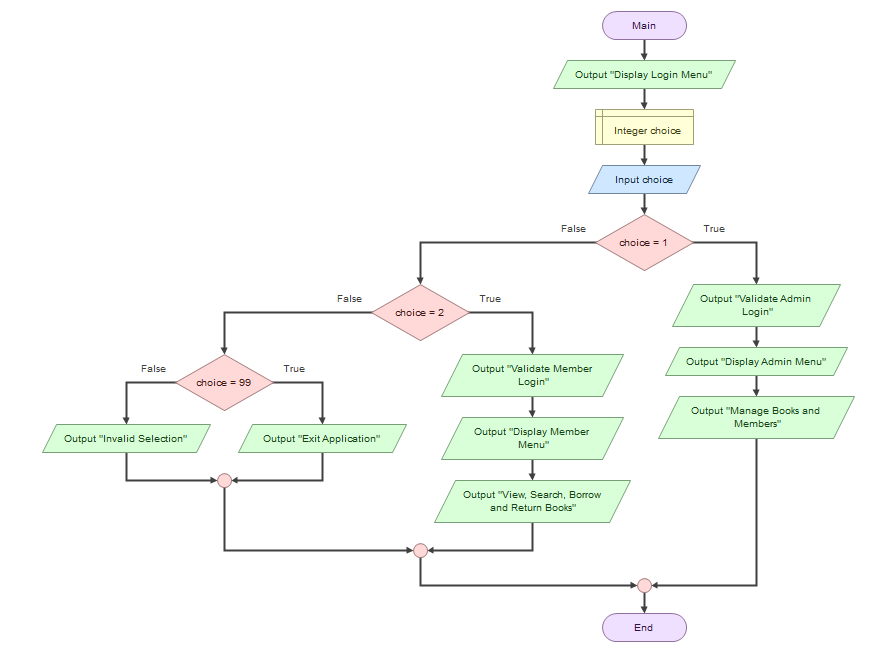 Main
Output "Display Login Menu"
Integer choice
Input choice
False
True
choice = 1
False
True
choice = 2
Output "Validate Admin
Login"
Output "Display Admin Menu"
Output "Manage Books and
Members"
False
True
choice = 99
Output "Validate Member
Login"
Output "Display Member
Menu"
Output "View, Search, Borrow
and Return Books"
Output "Invalid Selection"
Output "Exit Application"
End